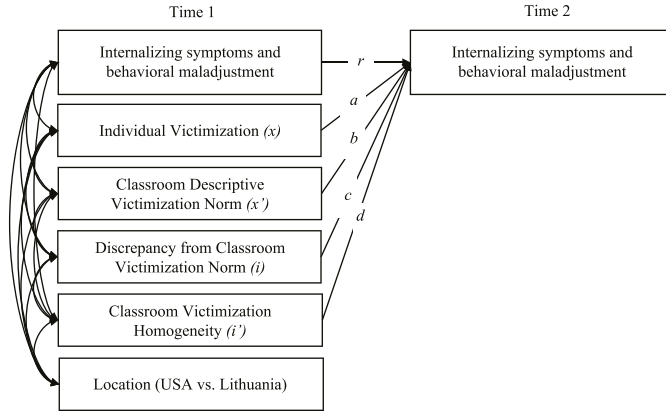 Time 1
Time 2
Internalizing symptoms and
behavioral maladjustment
r
Internalizing symptoms and
behavioral maladjustment
a
Individual Victimization (x)
b
Classroom Descriptive
Victimization Norm (x’)
c
d
Discrepancy from Classroom
Victimization Norm (i)
Classroom Victimization
Homogeneity (i’)
Location (USA vs. Lithuania)